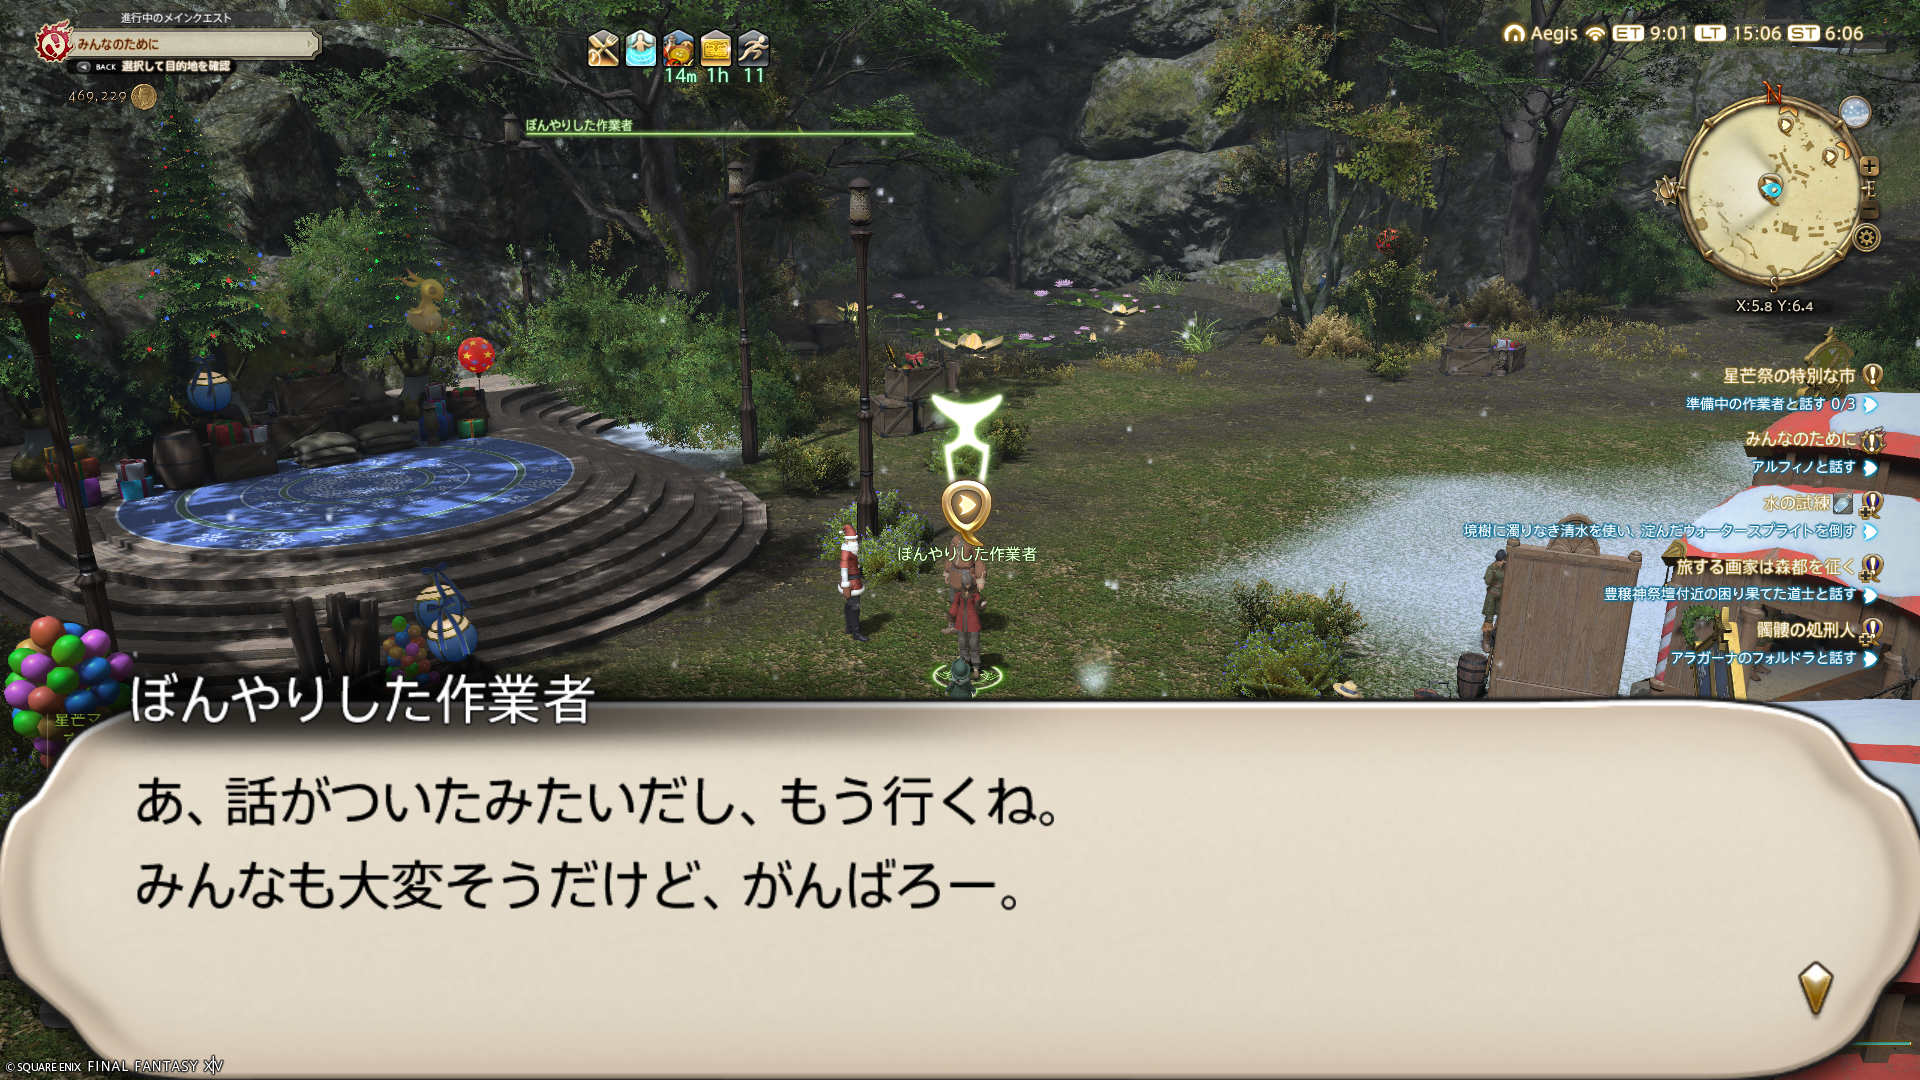 進行中のメインクエスト
みんなのために
BACK 選択して目的地を確認
469,229
14m 1h 11
ぼんやりした作業者
Aegis ET 9:01 LT 15:06 ST 6:06
N
W
E
S
X:5.8 Y:6.4
星芒祭の特別な市
準備中の作業者と話す 0/3
みんなのために
アルフィノと話す
水の試練
境樹に濁りなき清水を使い、淀んだウォータースプライトを倒す
旅する画家は森都を征く
豊穣神祭壇付近の困り果てた道士と話す
髑髏の処刑人
アラガーナのフォルドラと話す
ぼんやりした作業者
星芒マ
ぼんやりした作業者
あ、話がついたみたいだし、もう行くね。
みんなも大変そうだけど、がんばろー。
© SQUARE ENIX FINAL FANTASY XIV